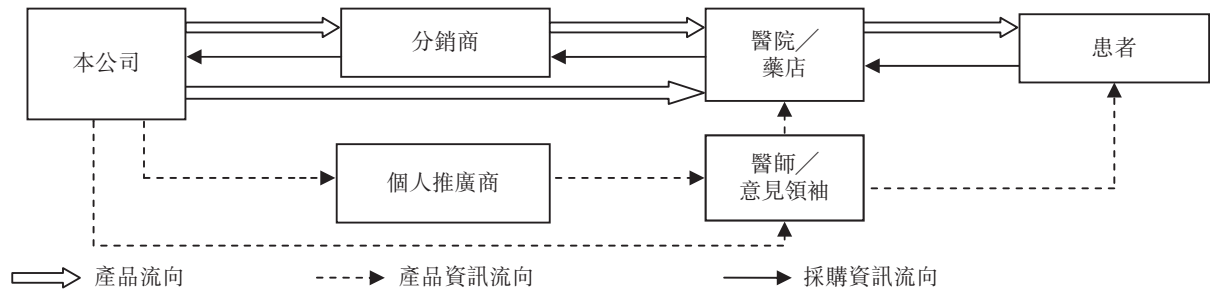 本公司
分銷商
醫院／
藥店
患者
個人推廣商
醫師／
意見領袖
產品流向
產品資訊流向
採購資訊流向